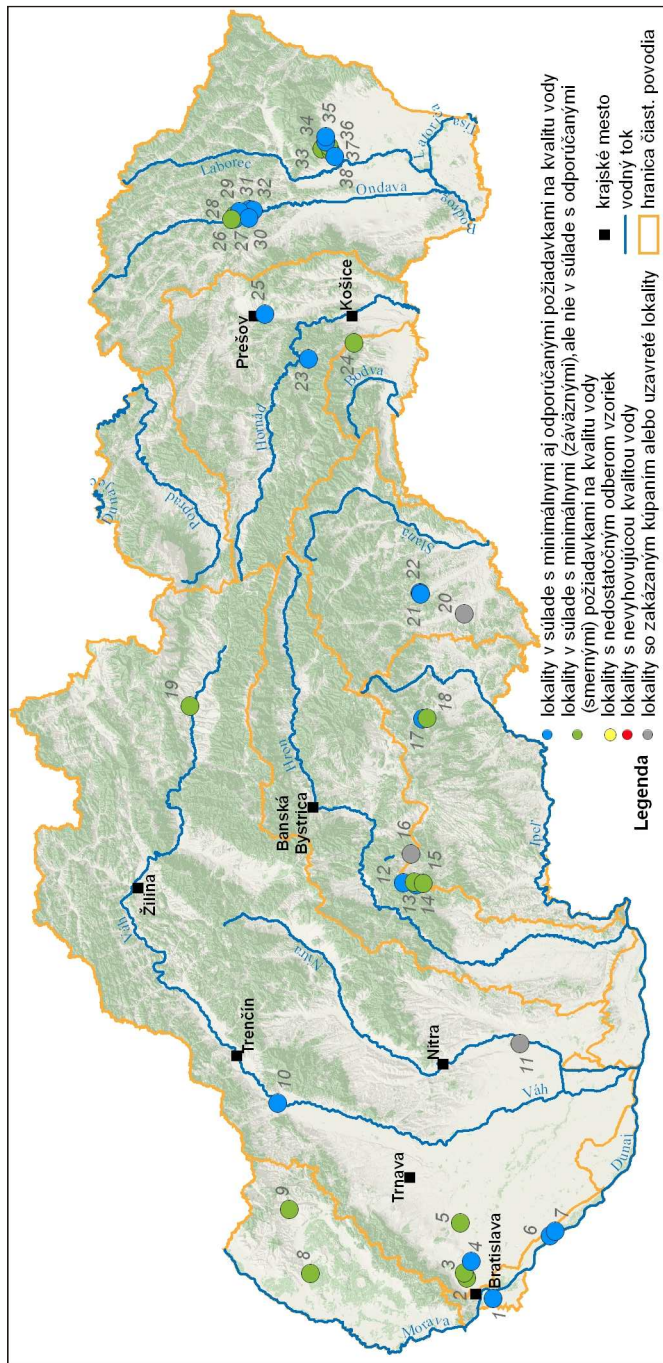 Dunajec
Poprad
Laborec
Ondava
Latorica
Tisa
Bodrog
Hornád
Bodva
Slaná
Hron
Ipeľ
Váh
Nitra
Váh
Dunaj
Morava
Prešov
Košice
Banská
Bystrica
Žilina
Trenčín
Nitra
Trnava
Bratislava
1
2
3
4
5
6
7
8
9
10
11
12
13
14
15
16
17
18
19
20
21
22
23
24
25
26
27
28
29
30
31
32
33
34
35
36
37
38
Legenda
lokality v súlade s minimálnymi aj odporúčanými požiadavkami na kvalitu vody
lokality v súlade s minimálnymi (záväznými),ale nie v súlade s odporúčanými
(smernými) požiadavkami na kvalitu vody
lokality s nedostatočným odberom vzoriek
lokality s nevyhovujúcou kvalitou vody
lokality so zakázaným kúpaním alebo uzavreté lokality
krajské mesto
vodný tok
hranica čiast. povodia